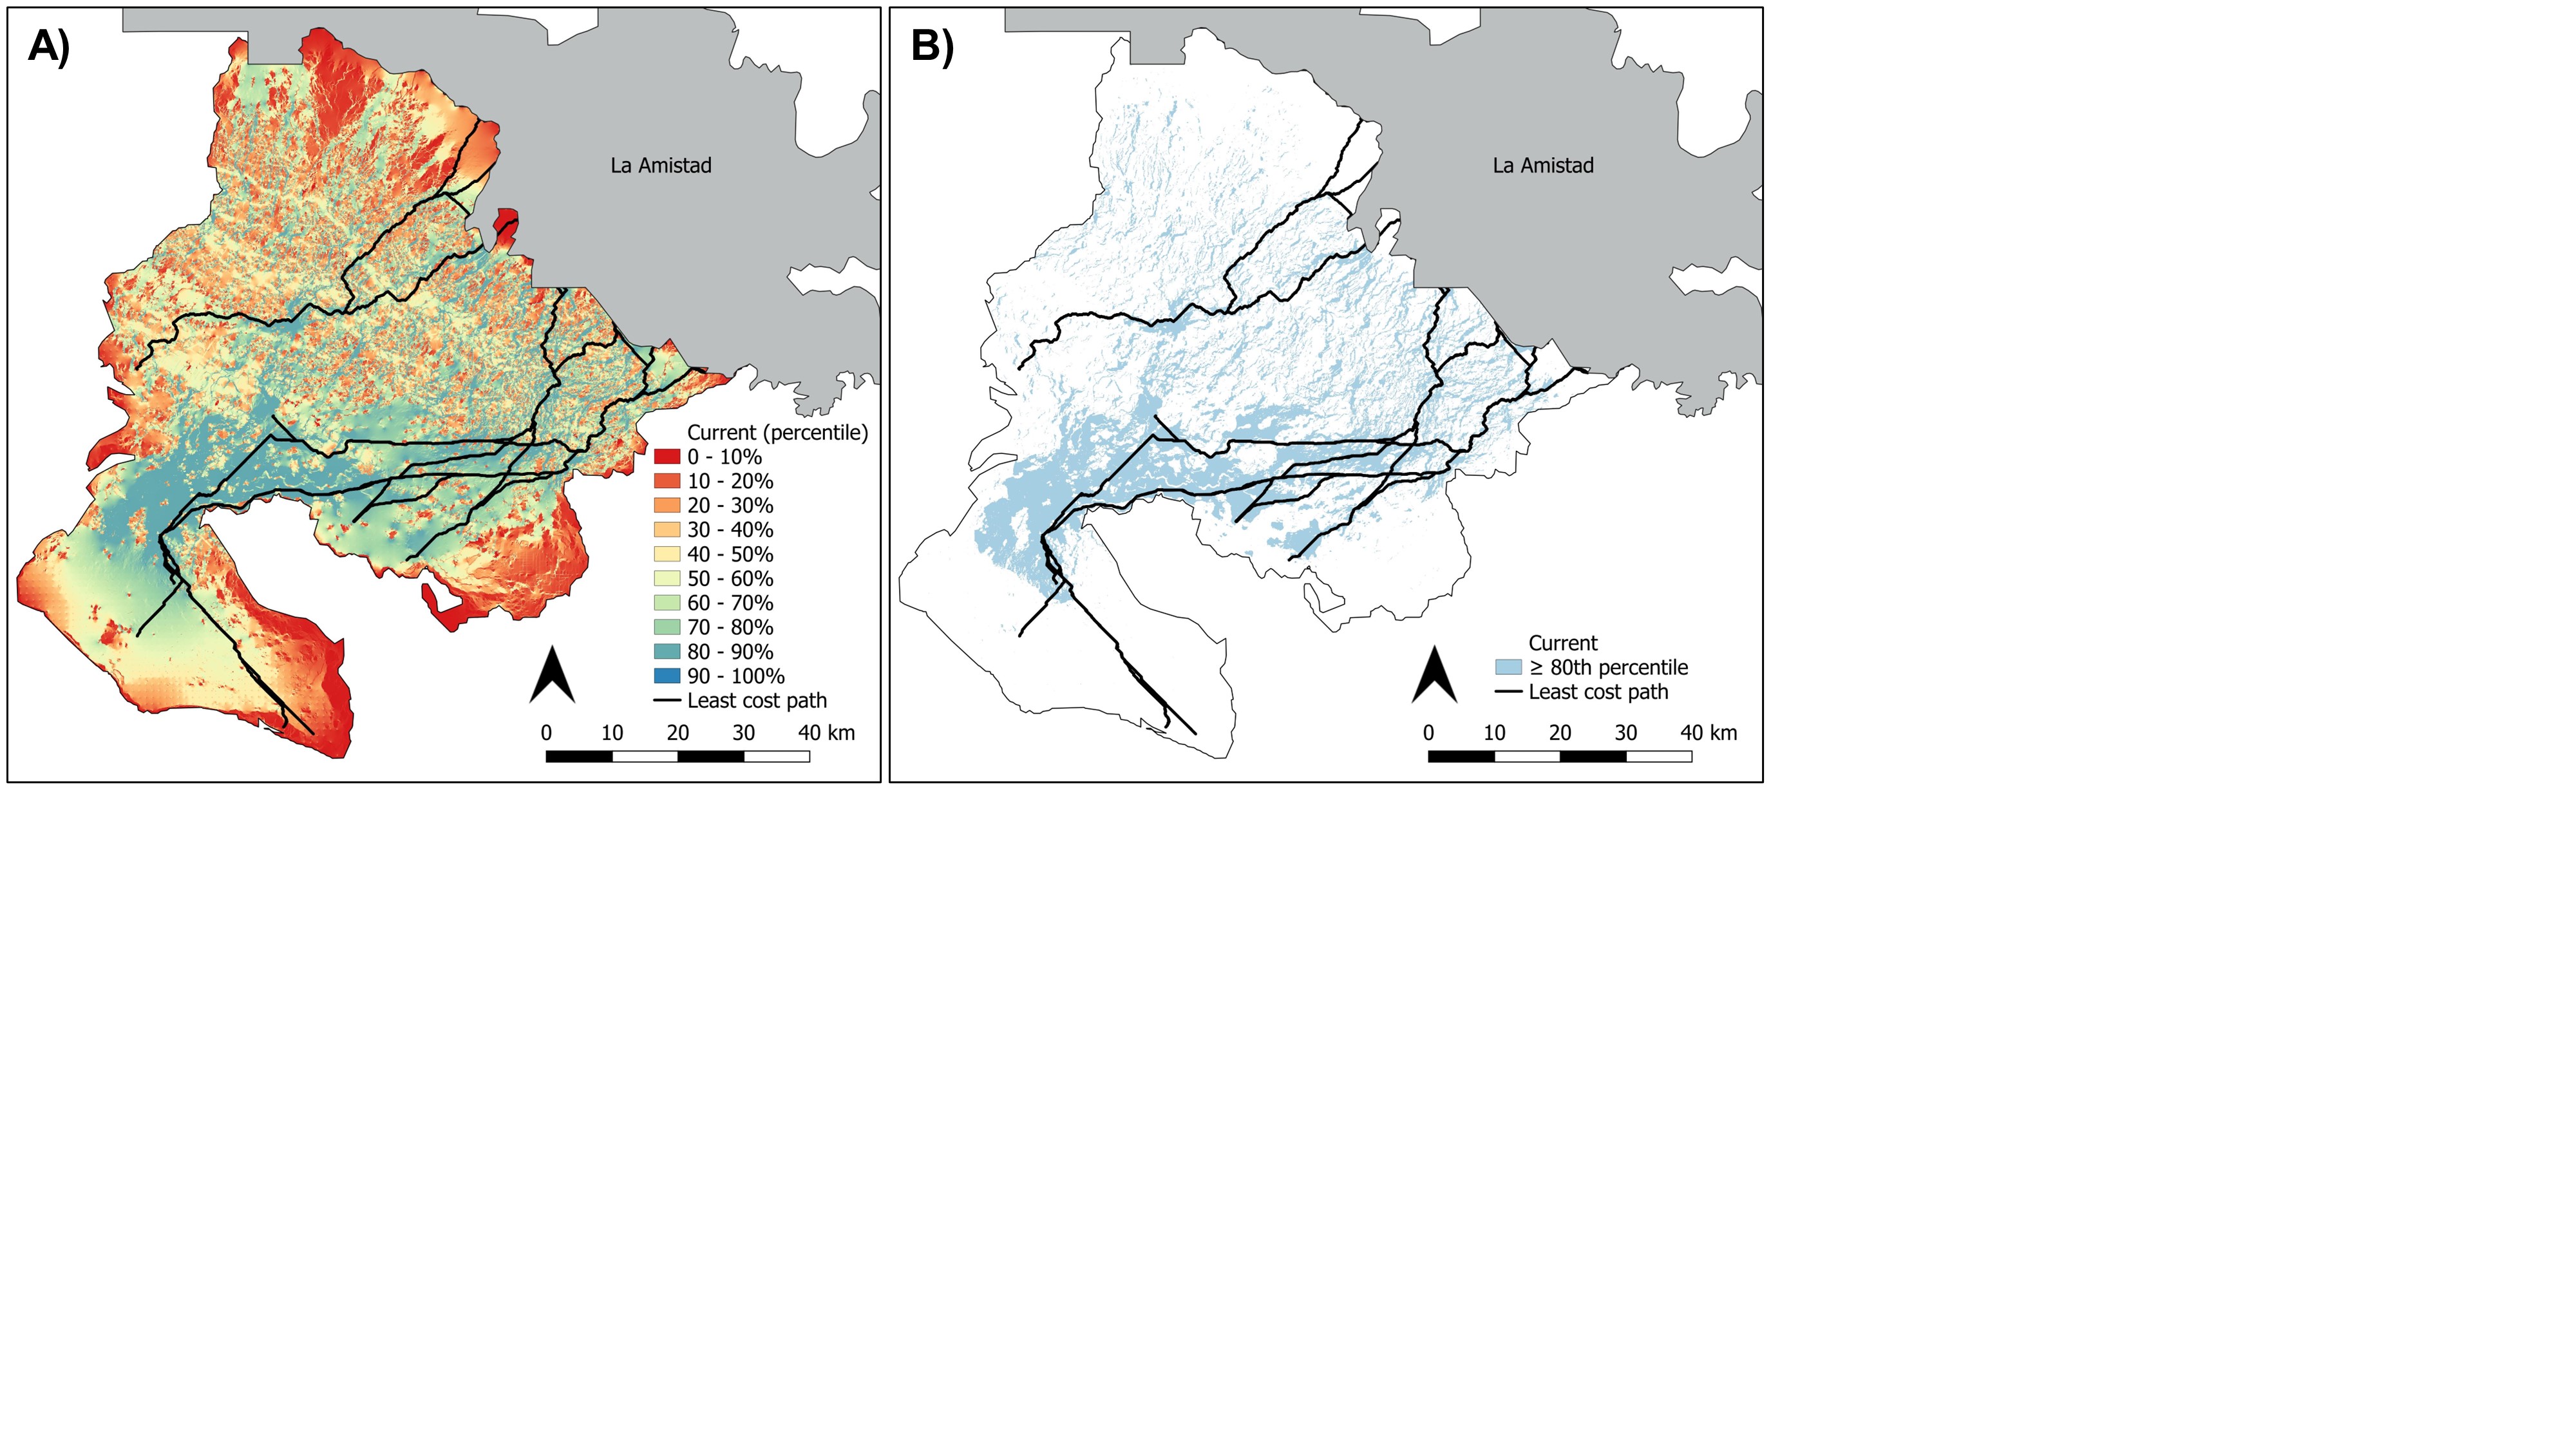 A)
La Amistad
Current (percentile)
0 - 10%
10 - 20%
20 - 30%
30 - 40%
40 - 50%
50 - 60%
60 - 70%
70 - 80%
80 - 90%
90 - 100%
Least cost path
0 10 20 30 40 km
B)
La Amistad
Current
≥ 80th percentile
Least cost path
0 10 20 30 40 km